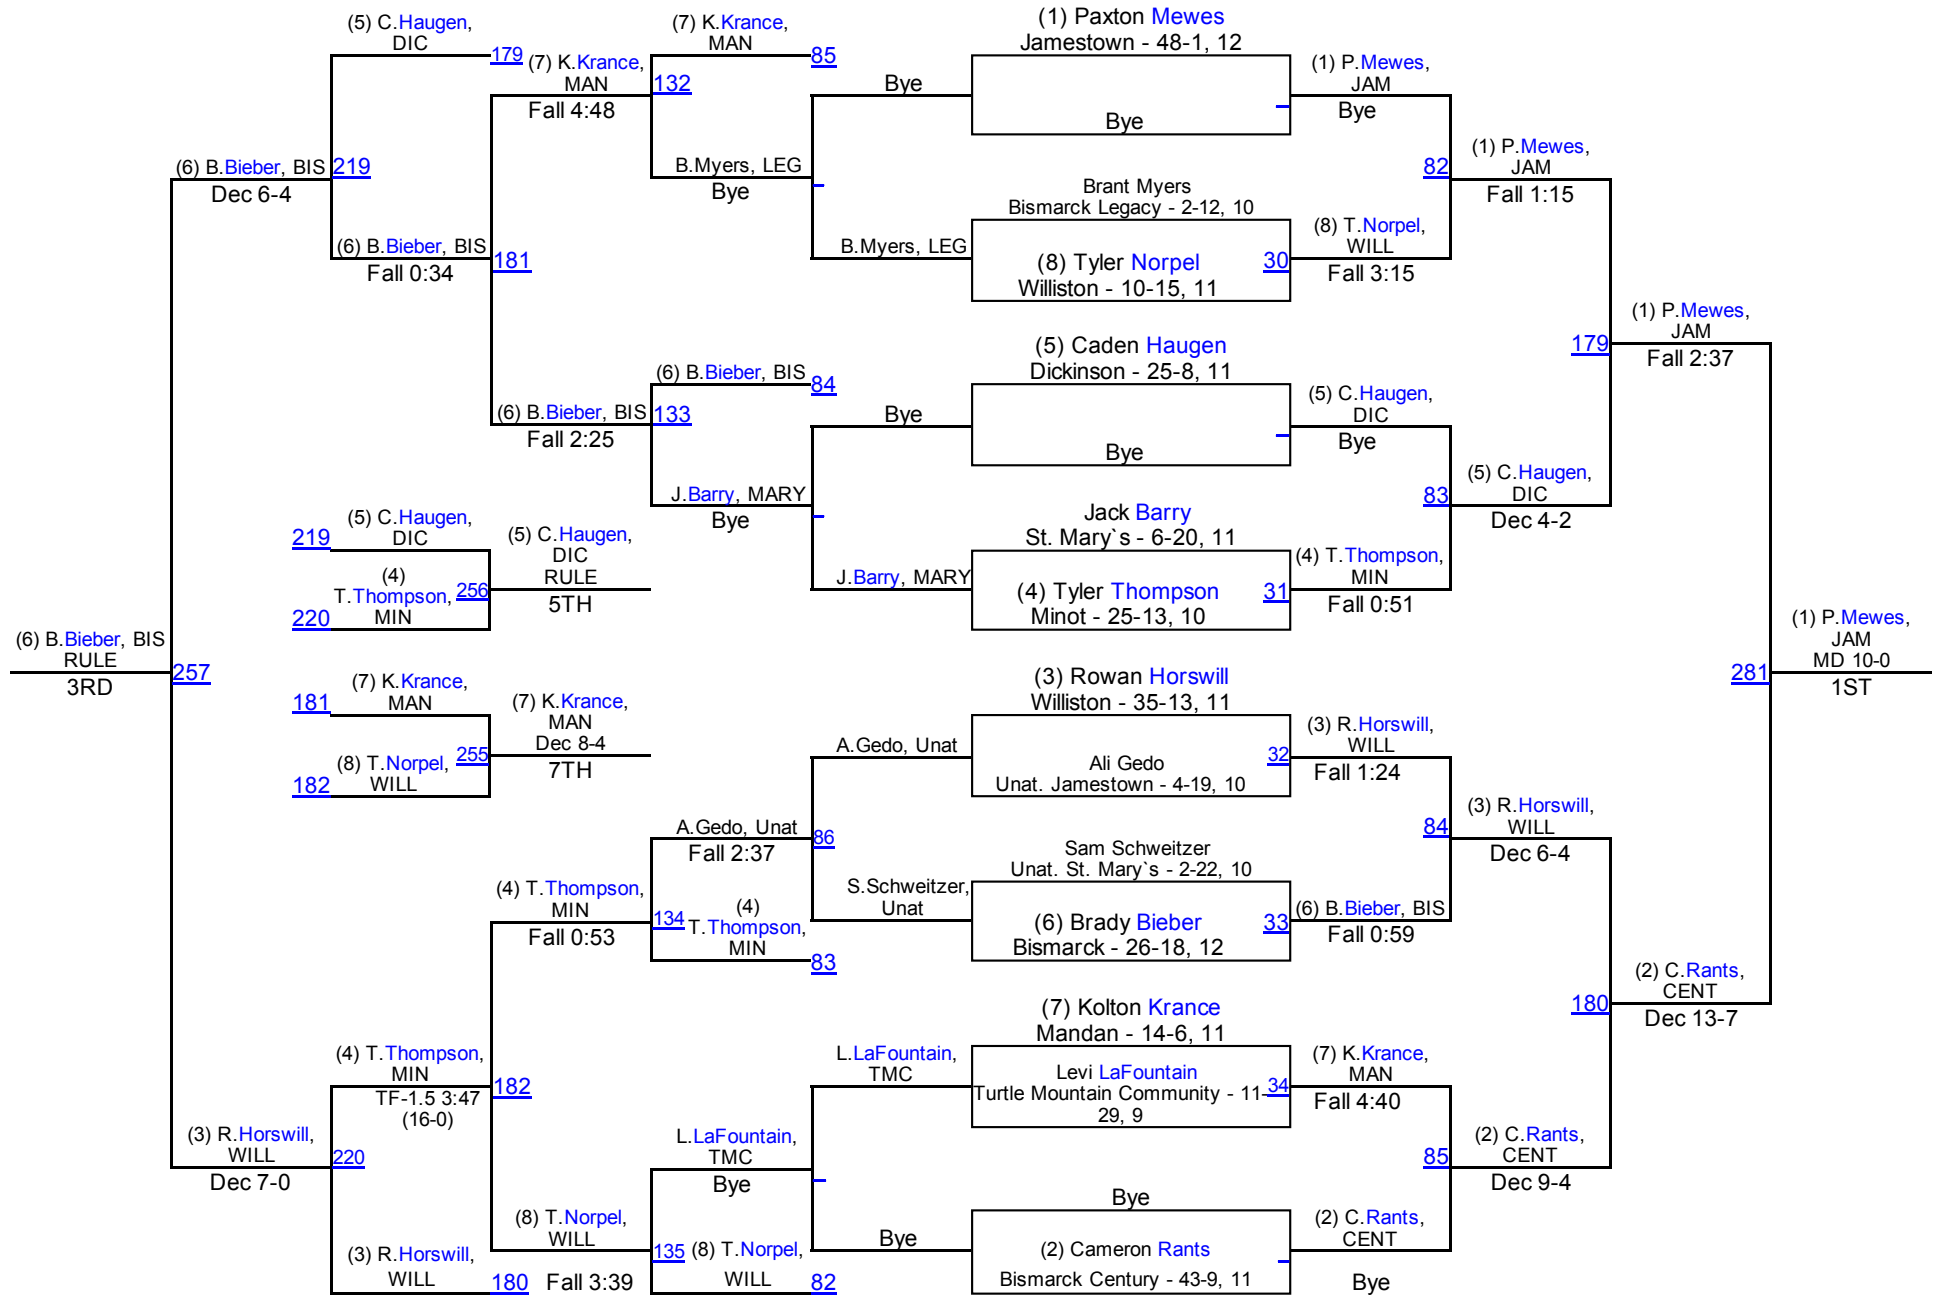 (5) C.Haugen,
DIC
179
(7) K.Krance,
MAN
Fall 4:48
(7) K.Krance,
MAN
85
132
B.Myers, LEG
Bye
Bye
B.Myers, LEG
(6) B.Bieber, BIS
Dec 6-4
219
(6) B.Bieber, BIS
Fall 0:34
181
(6) B.Bieber, BIS
Fall 2:25
(6) B.Bieber, BIS
84
133
J.Barry, MARY
Bye
Bye
J.Barry, MARY
219
(5) C.Haugen,
DIC
(4)
T.Thompson,
MIN
220
256
(5) C.Haugen,
DIC
RULE
5TH
(6) B.Bieber, BIS
RULE
3RD
257
181
(7) K.Krance,
MAN
(8) T.Norpel,
WILL
182
255
(7) K.Krance,
MAN
Dec 8-4
7TH
A.Gedo, Unat
A.Gedo, Unat
Fall 2:37
86
S.Schweitzer,
Unat
(4) T.Thompson,
MIN
Fall 0:53
134
(4)
T.Thompson,
MIN
83
(4) T.Thompson,
MIN
TF-1.5 3:47
(16-0)
182
(3) R.Horswill,
WILL
Dec 7-0
220
(3) R.Horswill,
WILL
180
(8) T.Norpel,
WILL
Fall 3:39
L.LaFountain,
TMC
L.LaFountain,
TMC
Bye
Bye
135
(8) T.Norpel,
WILL
82
(1) Paxton Mewes
Jamestown - 48-1, 12
Bye
(1) P.Mewes,
JAM
Bye
Brant Myers
Bismarck Legacy - 2-12, 10
(8) Tyler Norpel
Williston - 10-15, 11
30
(8) T.Norpel,
WILL
Fall 3:15
82
(1) P.Mewes,
JAM
Fall 1:15
(5) Caden Haugen
Dickinson - 25-8, 11
Bye
(5) C.Haugen,
DIC
Bye
Jack Barry
St. Mary`s - 6-20, 11
(4) Tyler Thompson
Minot - 25-13, 10
31
(4) T.Thompson,
MIN
Fall 0:51
83
(5) C.Haugen,
DIC
Dec 4-2
179
(1) P.Mewes,
JAM
Fall 2:37
(3) Rowan Horswill
Williston - 35-13, 11
Ali Gedo
Unat. Jamestown - 4-19, 10
32
(3) R.Horswill,
WILL
Fall 1:24
Sam Schweitzer
Unat. St. Mary`s - 2-22, 10
(6) Brady Bieber
Bismarck - 26-18, 12
33
(6) B.Bieber, BIS
Fall 0:59
84
(3) R.Horswill,
WILL
Dec 6-4
(7) Kolton Krance
Mandan - 14-6, 11
Levi LaFountain
Turtle Mountain Community - 11-
29, 9
34
(7) K.Krance,
MAN
Fall 4:40
Bye
(2) Cameron Rants
Bismarck Century - 43-9, 11
(2) C.Rants,
CENT
Bye
85
(2) C.Rants,
CENT
Dec 9-4
180
(2) C.Rants,
CENT
Dec 13-7
281
(1) P.Mewes,
JAM
MD 10-0
1ST